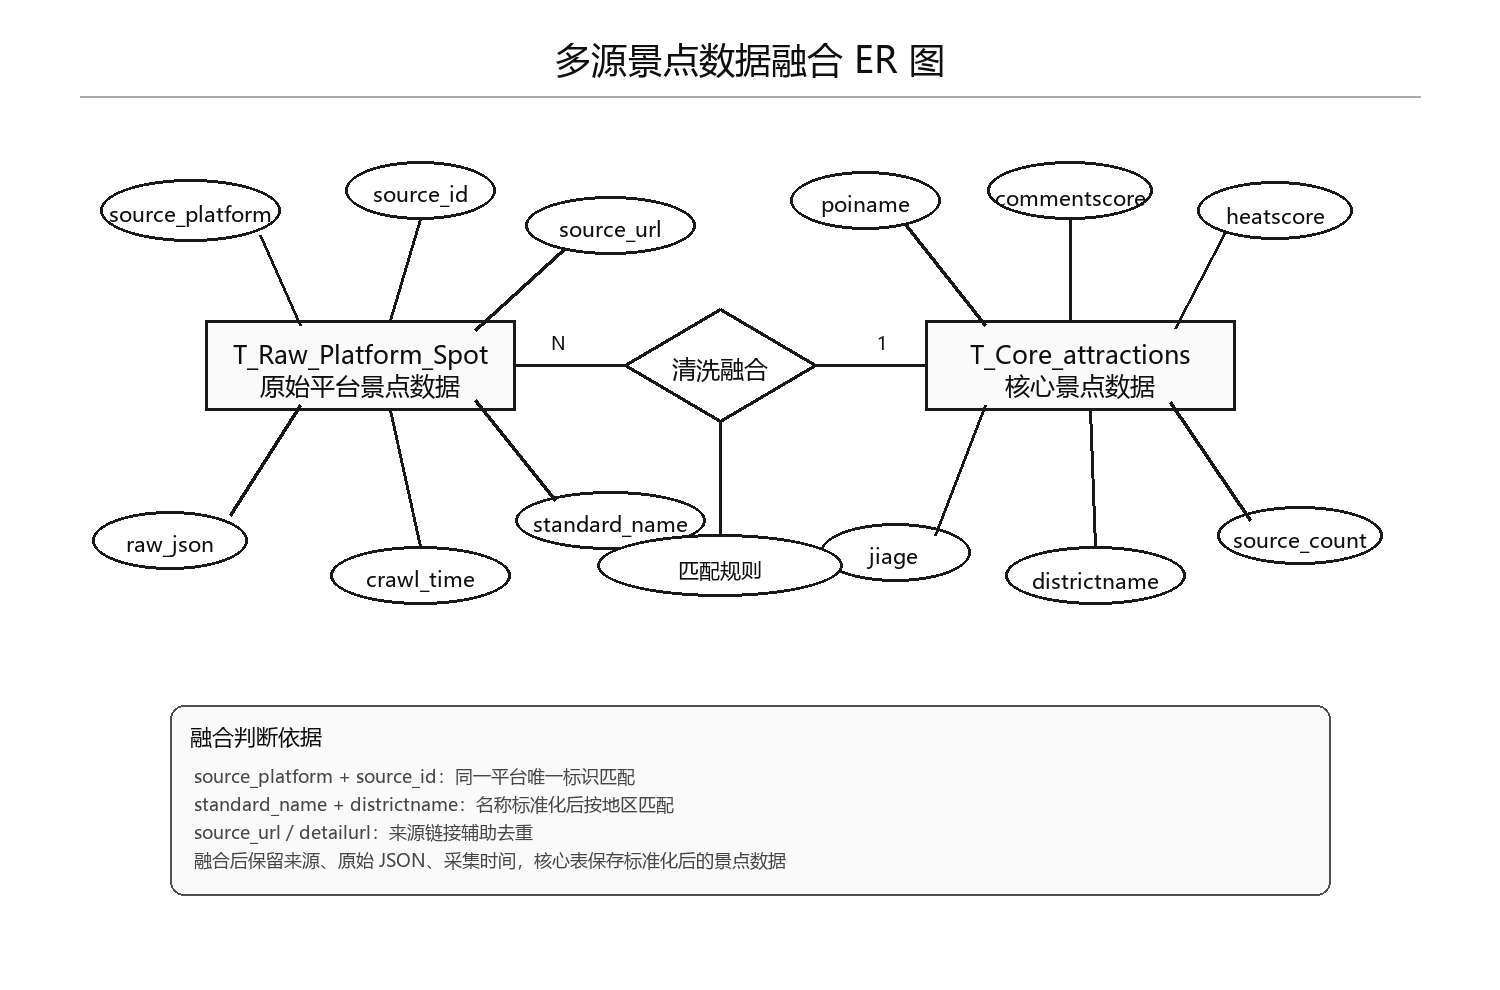 多源景点数据融合 ER 图
source_platform
source_id
source_url
poiname
commentscore
heatscore
T_Raw_Platform_Spot
原始平台景点数据
N
清洗融合
1
T_Core_attractions
核心景点数据
raw_json
crawl_time
standard_name
匹配规则
jiage
districtname
source_count
融合判断依据
source_platform + source_id：同一平台唯一标识匹配
standard_name + districtname：名称标准化后按地区匹配
source_url / detailurl：来源链接辅助去重
融合后保留来源、原始 JSON、采集时间，核心表保存标准化后的景点数据